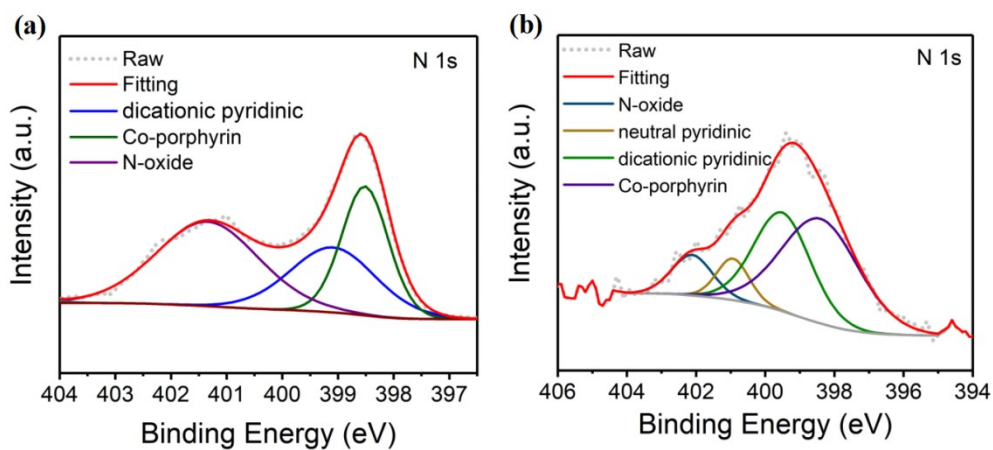 (a)
N 1s
Raw
Fitting
dicationic pyridinic
Co-porphyrin
N-oxide
Intensity (a.u.)
404 403 402 401 400 399 398 397
Binding Energy (eV)
(b)
N 1s
Raw
Fitting
N-oxide
neutral pyridinic
dicationic pyridinic
Co-porphyrin
Intensity (a.u.)
406 404 402 400 398 396 394
Binding Energy (eV)